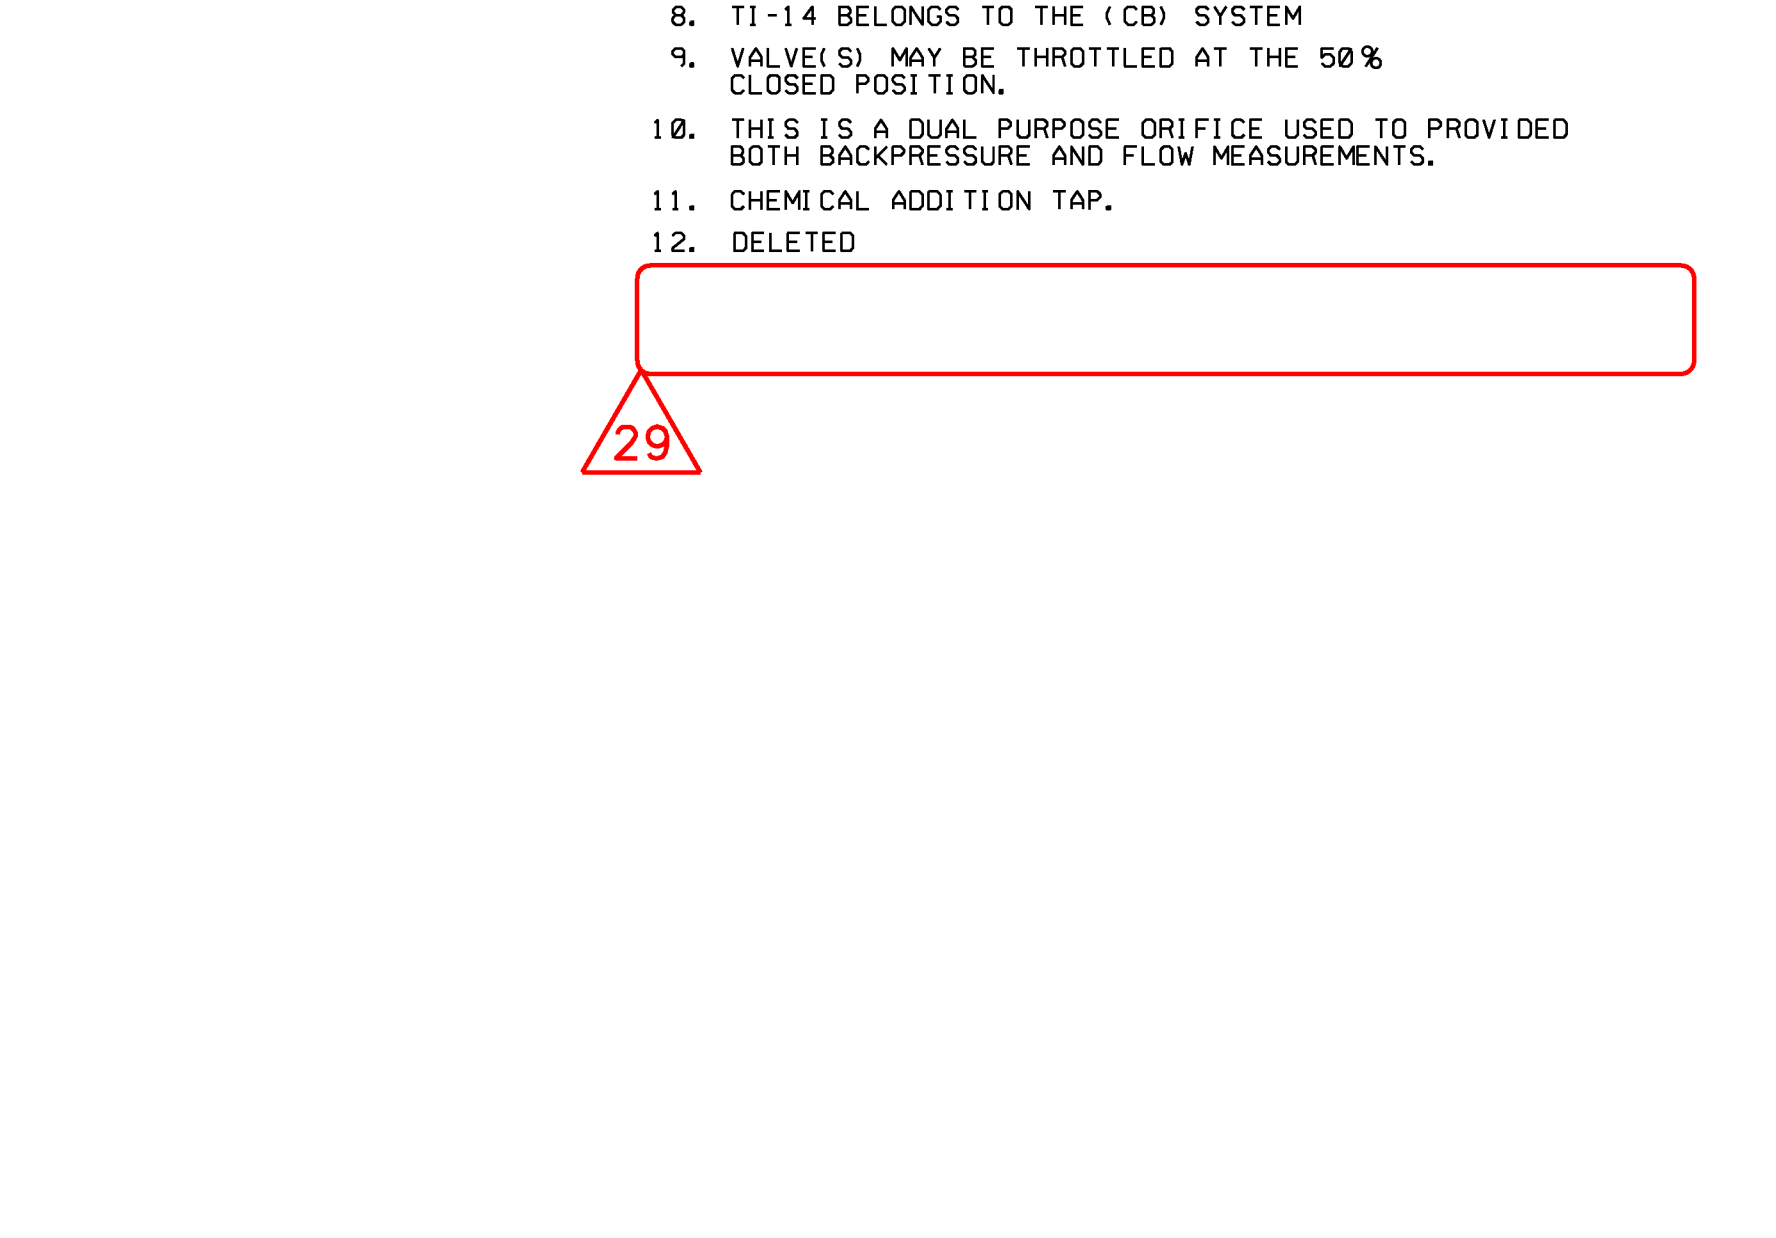 8. TI-14 BELONGS TO THE (CB) SYSTEM
9. VALVE(S) MAY BE THROTTLED AT THE 50%
CLOSED POSITION.
10. THIS IS A DUAL PURPOSE ORIFICE USED TO PROVIDED
BOTH BACKPRESSURE AND FLOW MEASUREMENTS.
11. CHEMICAL ADDITION TAP.
12. DELETED
29